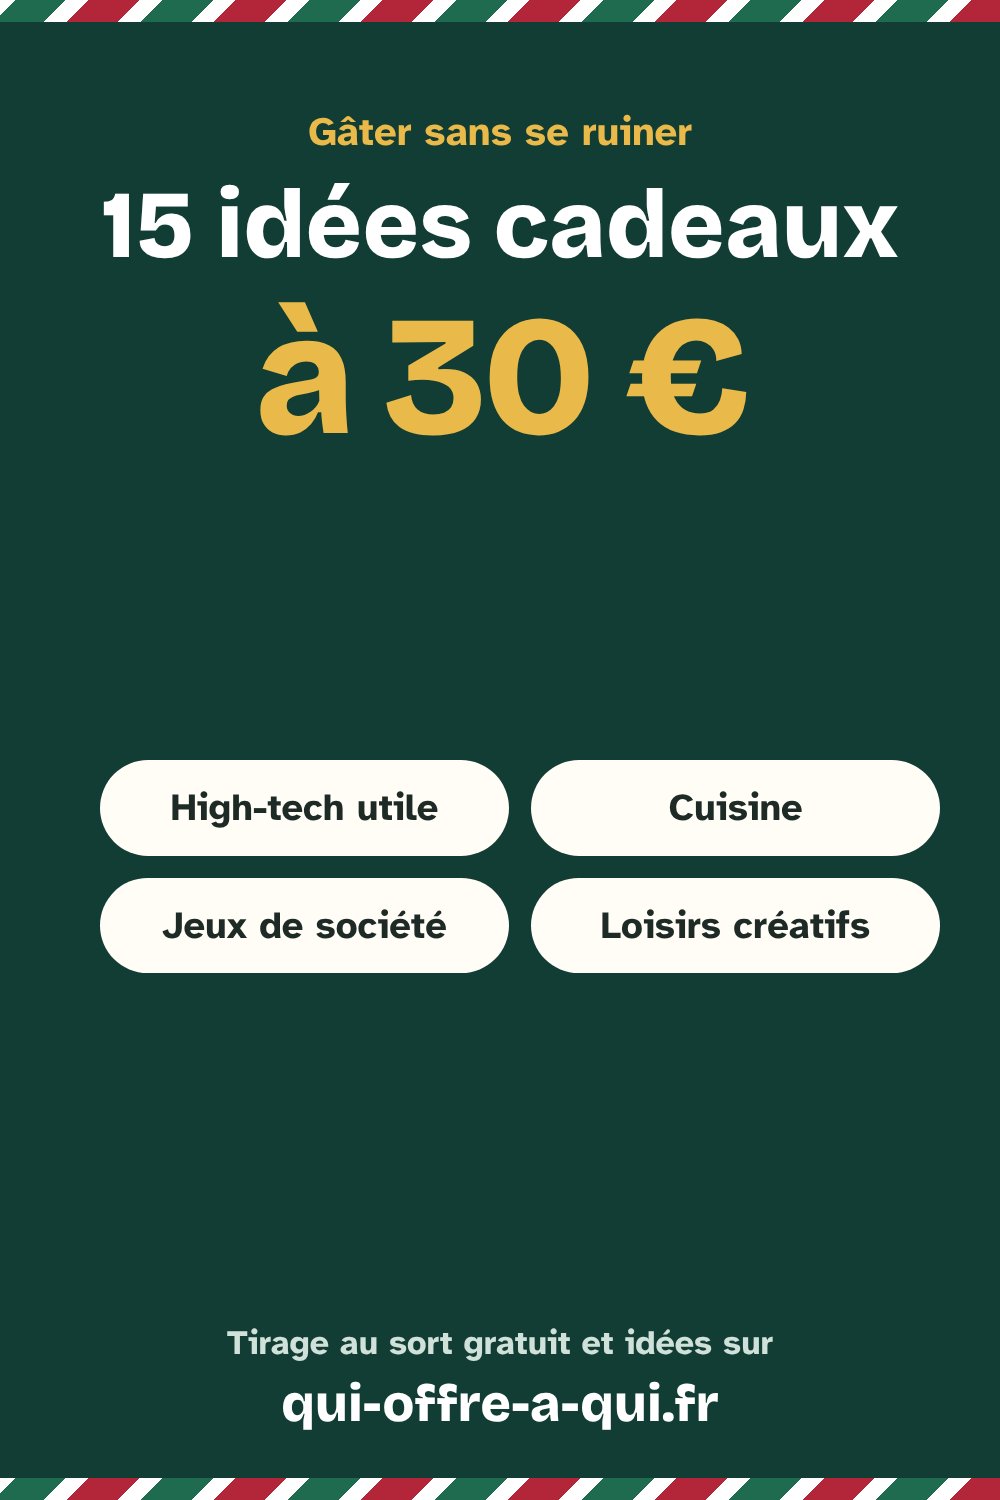 Gâter sans se ruiner
15 idées cadeaux
à 30 €
High-tech utile
Cuisine
Jeux de société
Loisirs créatifs
Tirage au sort gratuit et idées sur
qui-offre-a-qui.fr